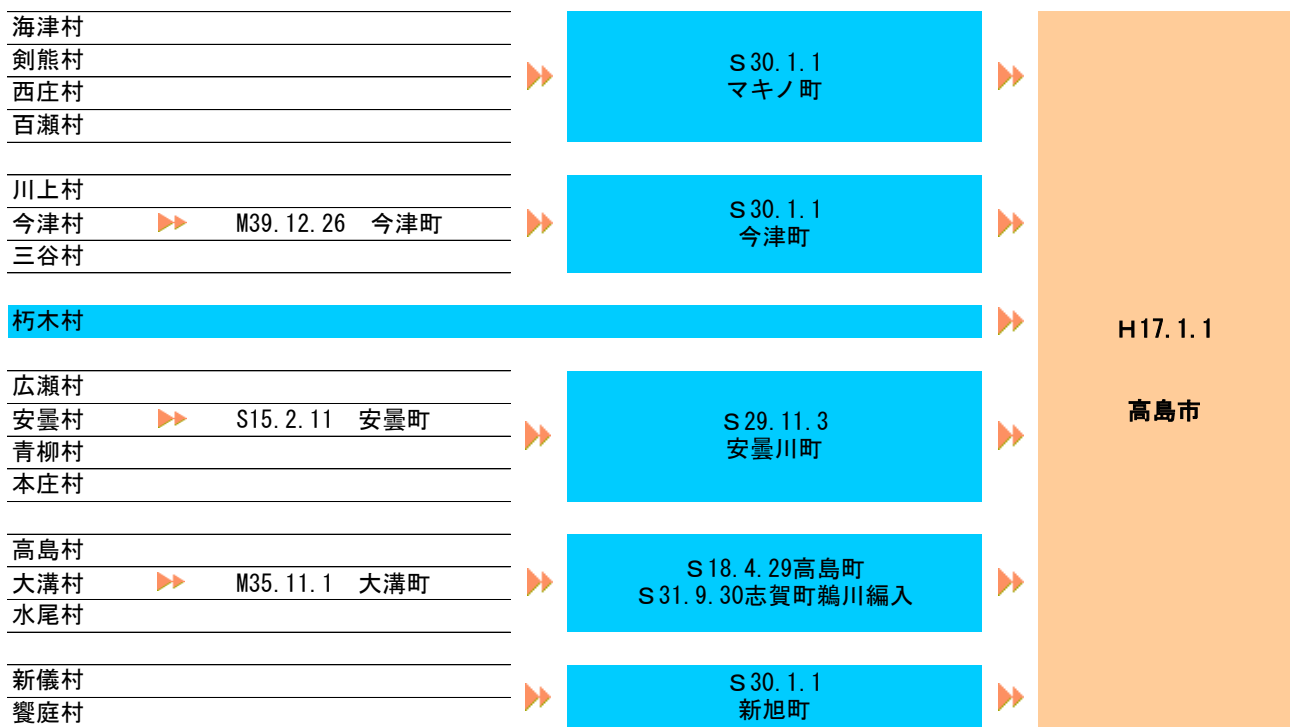 海津村
剣熊村
西庄村
百瀬村
S30.1.1
マキノ町
川上村
今津村 M39.12.26 今津町
三谷村
S30.1.1
今津町
朽木村
広瀬村
安曇村 S15.2.11 安曇町
青柳村
本庄村
S29.11.3
安曇川町
高島村
大溝村 M35.11.1 大溝町
水尾村
S18.4.29高島町
S31.9.30志賀町鵜川編入
新儀村
饗庭村
S30.1.1
新旭町
H17.1.1
高島市